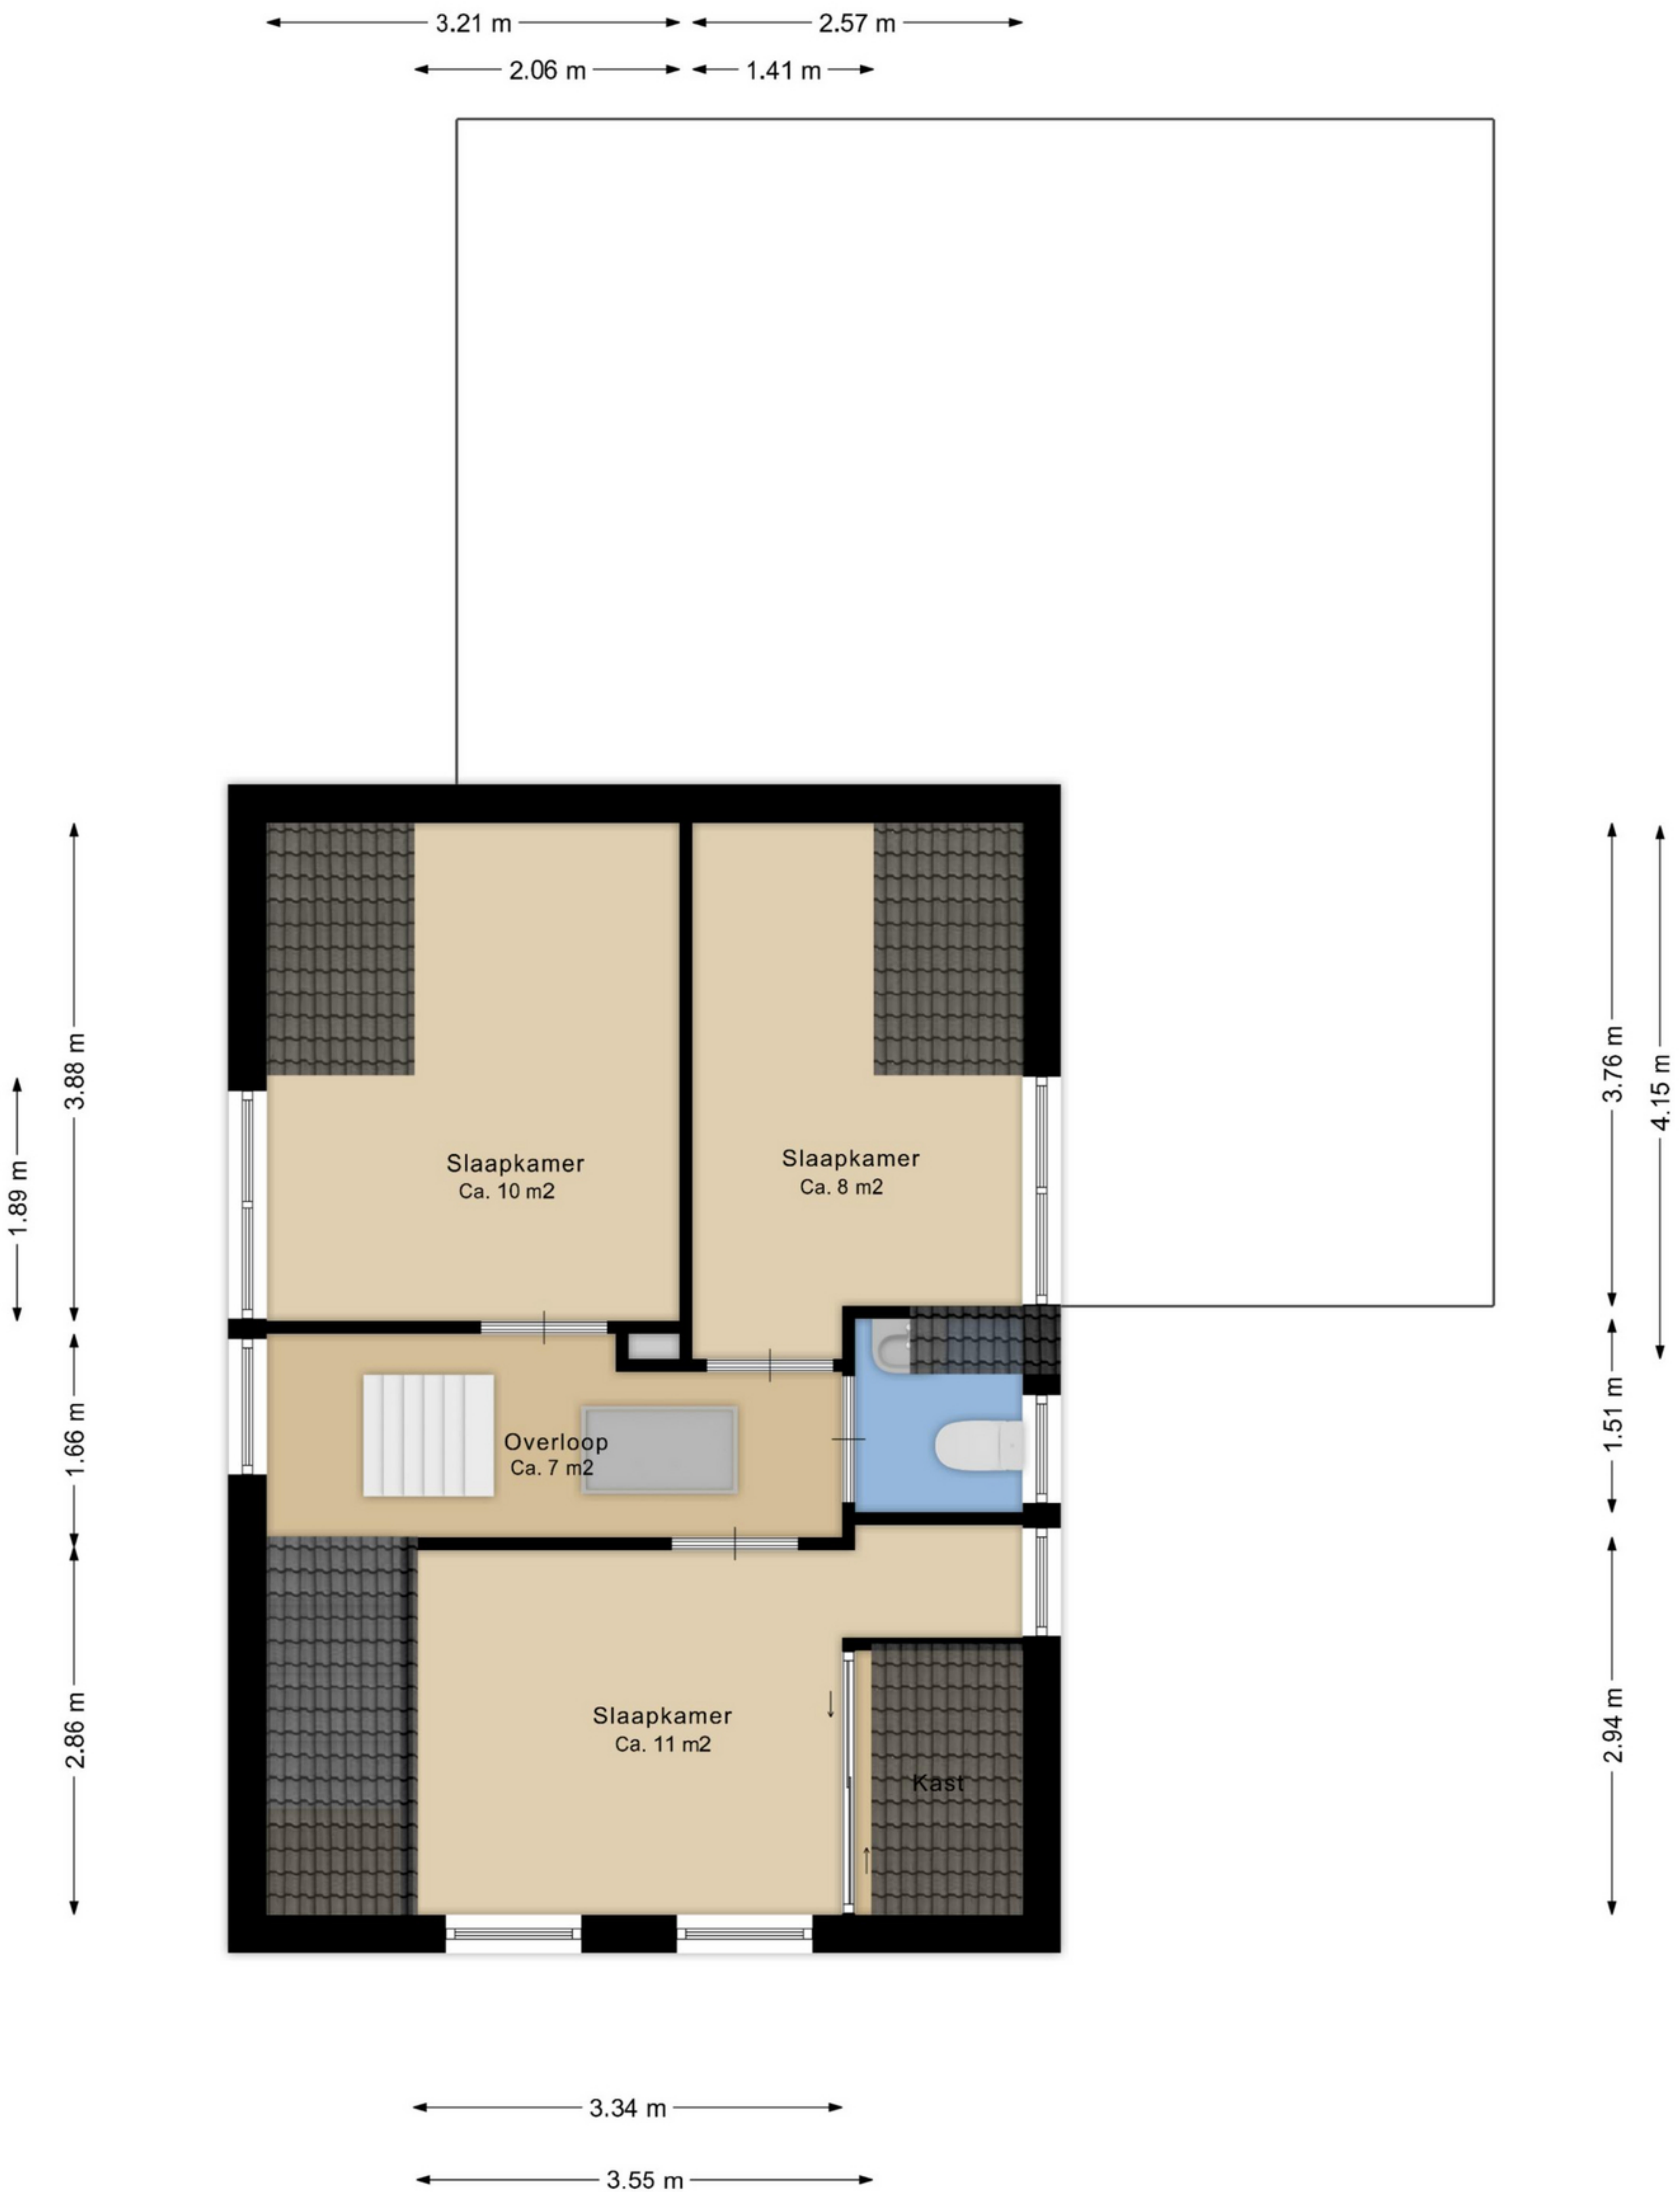 3.21 m
2.57 m
2.06 m
1.41 m
3.88 m
1.89 m
3.76 m
4.15 m
Slaapkamer
Ca. 10 m2
Slaapkamer
Ca. 8 m2
1.66 m
1.51 m
Overloop
Ca. 7 m2
2.86 m
2.94 m
Slaapkamer
Ca. 11 m2
Kast
3.34 m
3.55 m